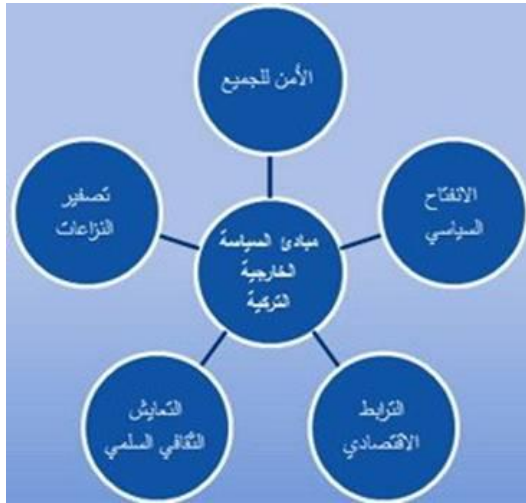 الأمن للجميع
الانفتاح
السياسي
تصفير
النزاعات
مبادئ السياسة
الخارجية
التركية
الترابط
الاقتصادي
التعايش
الثقافي السلمي